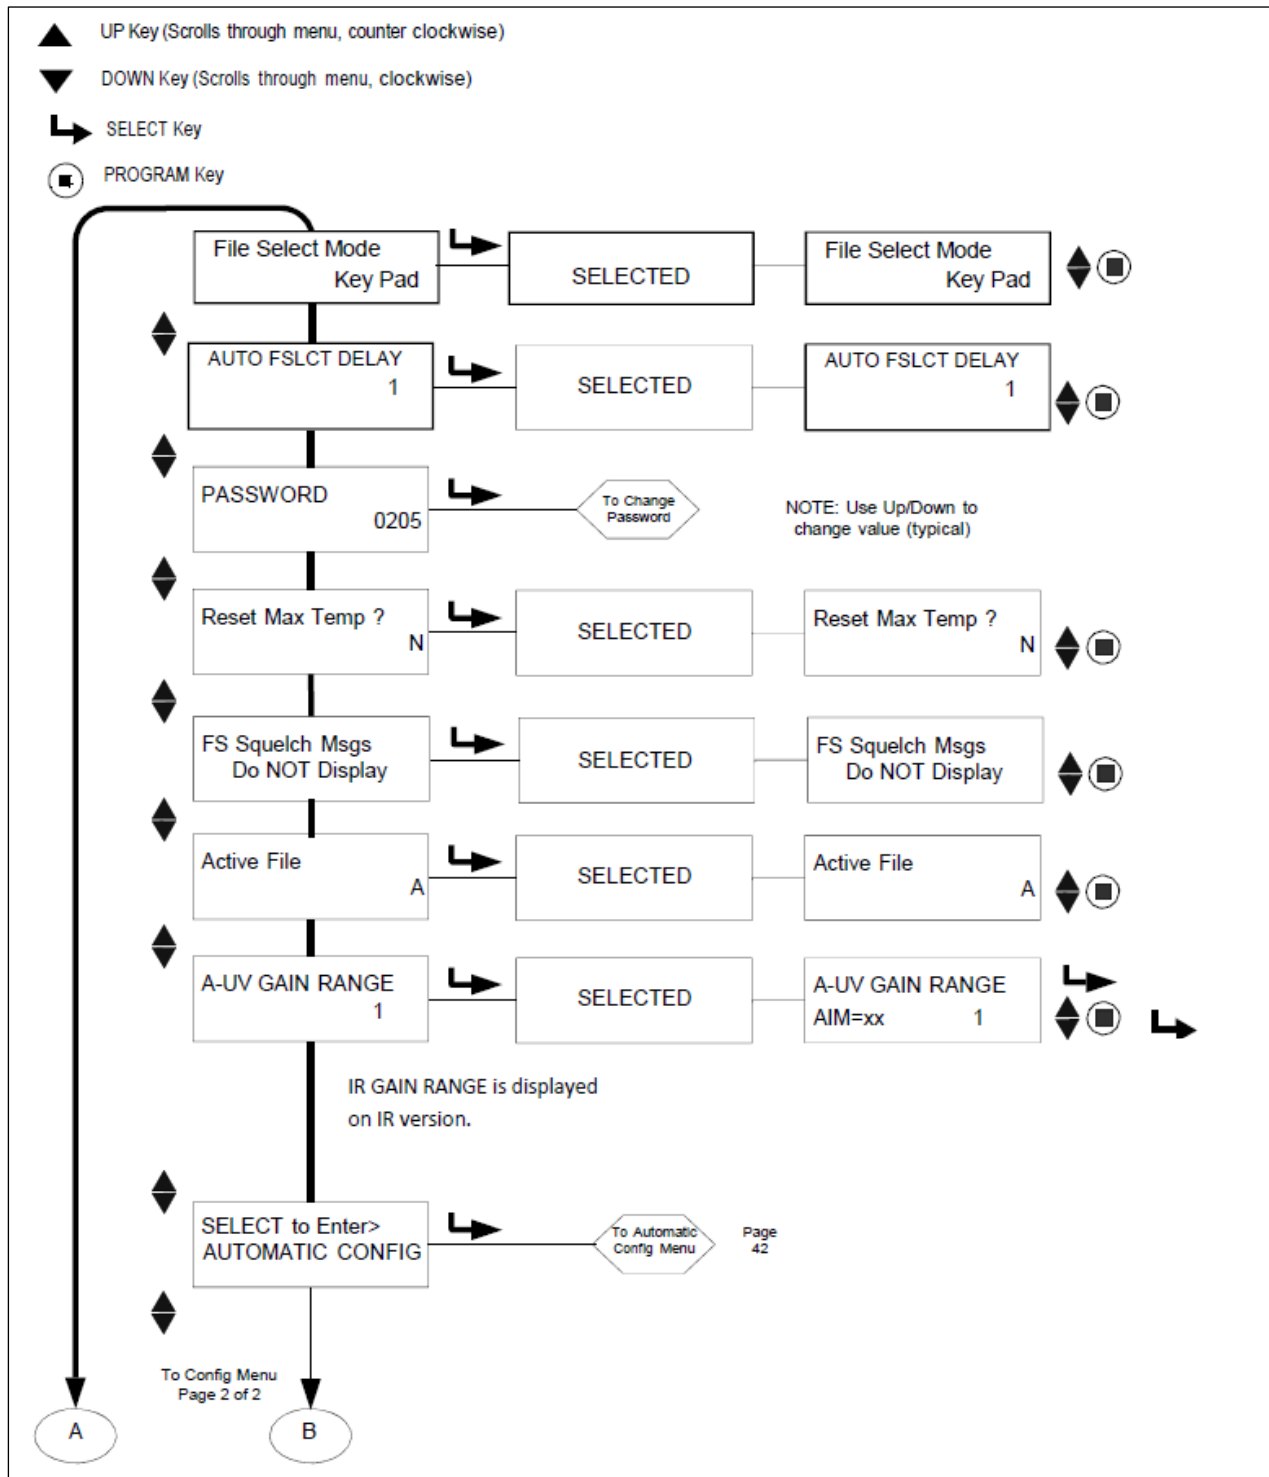 UP Key (Scrolls through menu, counter clockwise)
DOWN Key (Scrolls through menu, clockwise)
SELECT Key
PROGRAM Key
File Select Mode
Key Pad
SELECTED
File Select Mode
Key Pad
AUTO FSLCT DELAY
1
SELECTED
AUTO FSLCT DELAY
1
PASSWORD
0205
To Change
Password
NOTE: Use Up/Down to
change value (typical)
Reset Max Temp ?
N
SELECTED
Reset Max Temp ?
N
FS Squelch Msgs
Do NOT Display
SELECTED
FS Squelch Msgs
Do NOT Display
Active File
A
SELECTED
Active File
A
A-UV GAIN RANGE
1
SELECTED
A-UV GAIN RANGE
AIM=xx 1
IR GAIN RANGE is displayed
on IR version.
SELECT to Enter>
AUTOMATIC CONFIG
To Automatic
Config Menu
Page
42
To Config Menu
Page 2 of 2
A
B